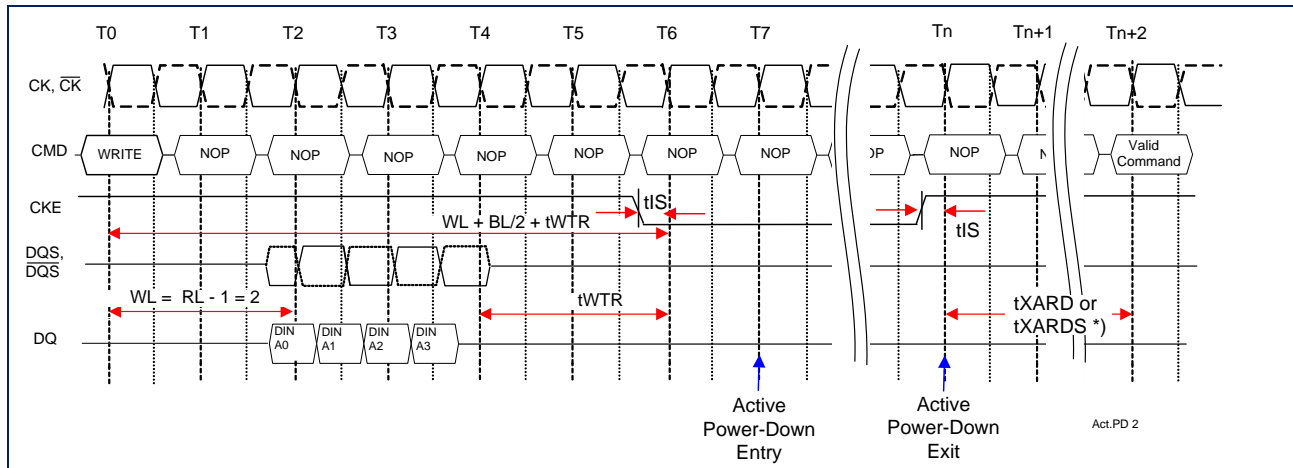 T0 T1 T2 T3 T4 T5 T6 T7 Tn Tn+1 Tn+2
CK, CK
CMD WRITE NOP NOP NOP NOP NOP NOP NOP OP NOP N Valid Command
CKE tIS tIS
WL + BL/2 + tWTR
DQS,
DQS
WL = RL - 1 = 2 tWTR tXARD or
tXARDS *)
DQ DIN A0 DIN A1 DIN A2 DIN A3
Active
Power-Down
Entry
Active
Power-Down
Exit
Act.PD 2